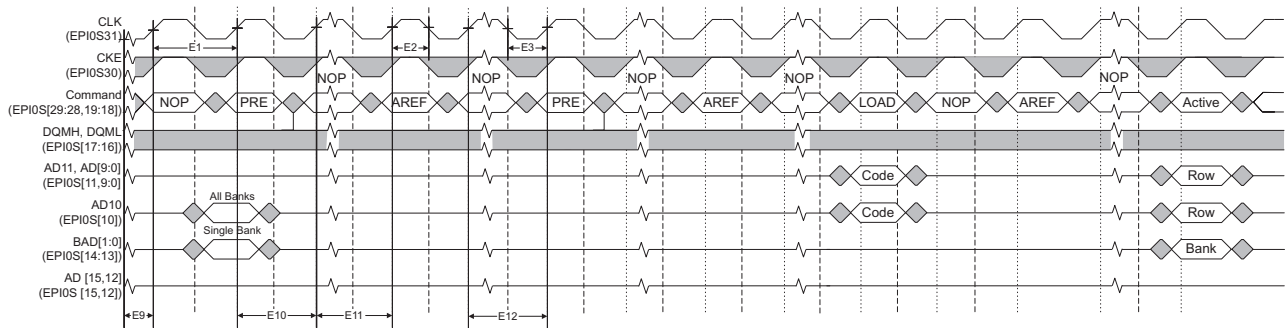 CLK
(EPI0S31)
E1
E2
E3
CKE
(EPI0S30)
NOP
NOP
NOP
NOP
NOP
Command
(EPI0S[29:28,19:18])
NOP
PRE
AREF
PRE
AREF
LOAD
NOP
AREF
Active
DQMH, DQML
(EPI0S[17:16])
AD11, AD[9:0]
(EPI0S[11,9:0])
Code
Row
All Banks
AD10
(EPI0S[10])
Code
Row
Single Bank
BAD[1:0]
(EPI0S[14:13])
Bank
AD [15,12]
(EPI0S [15,12])
E9
E10
E11
E12